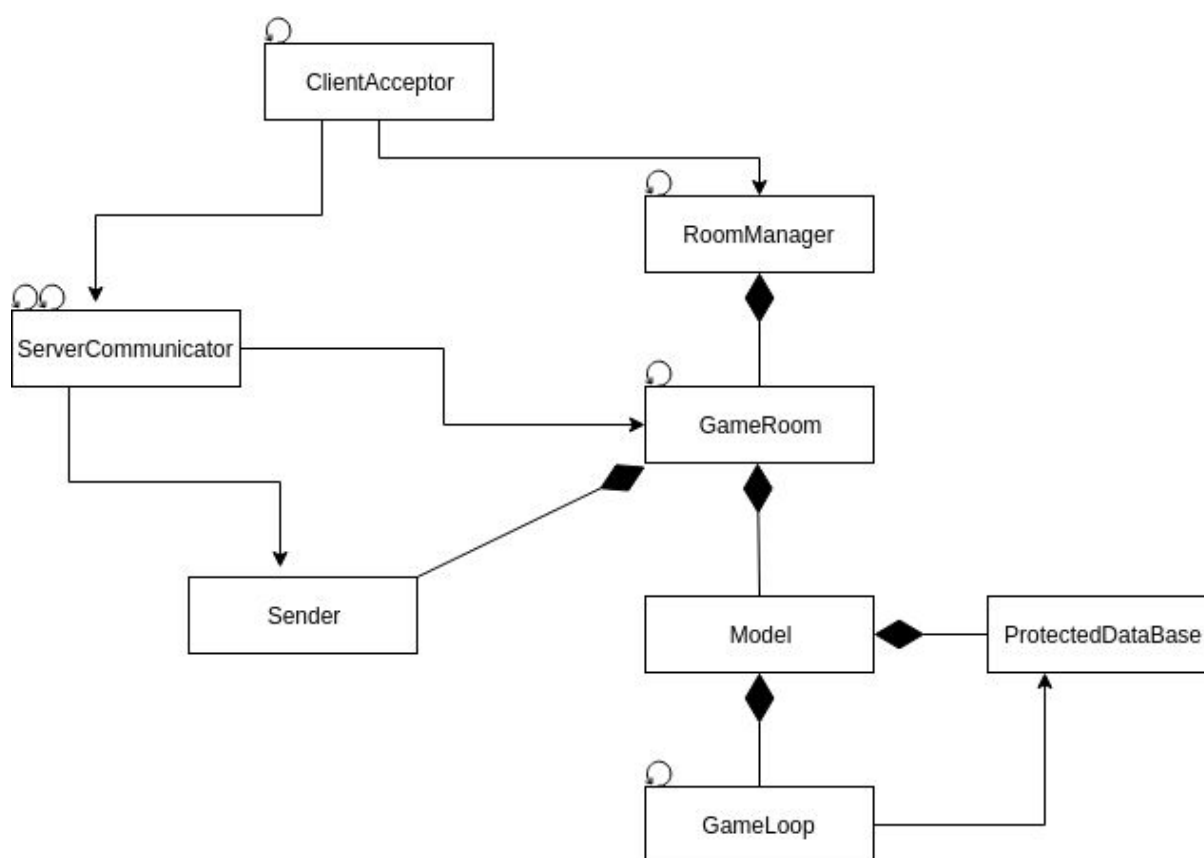 ClientAcceptor
RoomManager
ServerCommunicator
GameRoom
Sender
Model
ProtectedDataBase
GameLoop